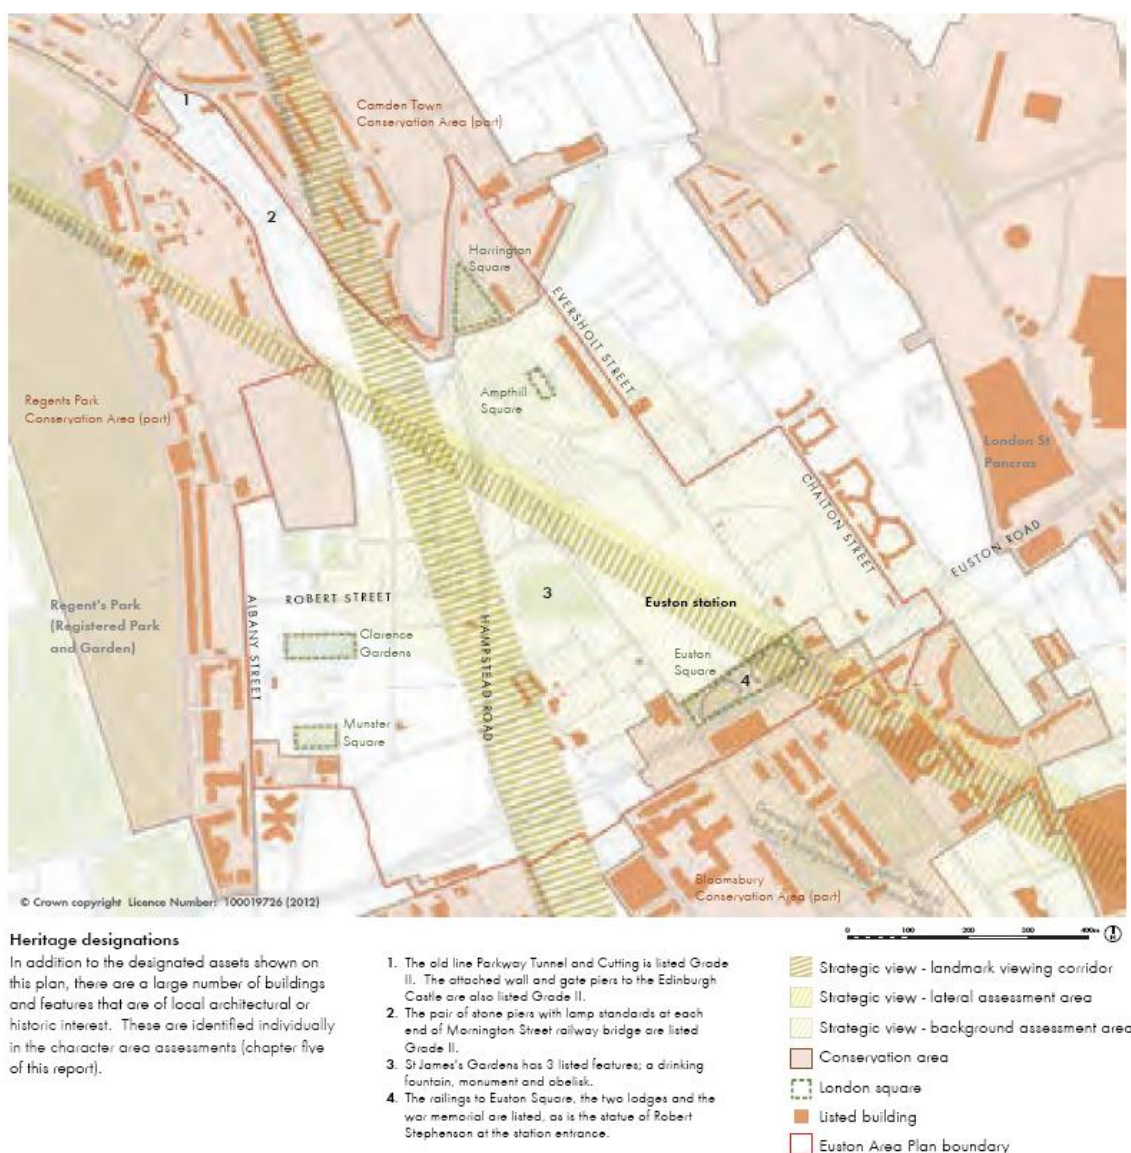 1
Camden Town
Conservation Area (part)
2
Harrington
Square
EVERSHOLT STREET
Ampthill
Square
Regents Park
Conservation Area (part)
London St
Pancras
CHALTON STREET
EUSTON ROAD
Regent's Park
(Registered Park
and Garden)
ALBANY STREET
ROBERT STREET
3
Euston station
HAMPSTEAD ROAD
Clarence
Gardens
Euston
Square
4
Munster
Square
Bloomsbury
Conservation Area (part)
© Crown copyright Licence Number: 100019726 (2012)
0 100 200 300 400m
N
Heritage designations
In addition to the designated assets shown on
this plan, there are a large number of buildings
and features that are of local architectural or
historic interest. These are identified individually
in the character area assessments (chapter five
of this report).
1. The old line Parkway Tunnel and Cutting is listed Grade
II. The attached wall and gate piers to the Edinburgh
Castle are also listed Grade II.
2. The pair of stone piers with lamp standards at each
end of Mornington Street railway bridge are listed
Grade II.
3. St James's Gardens has 3 listed features; a drinking
fountain, monument and obelisk.
4. The railings to Euston Square, the two lodges and the
war memorial are listed, as is the statue of Robert
Stephenson at the station entrance.
Strategic view - landmark viewing corridor
Strategic view - lateral assessment area
Strategic view - background assessment area
Conservation area
London square
Listed building
Euston Area Plan boundary